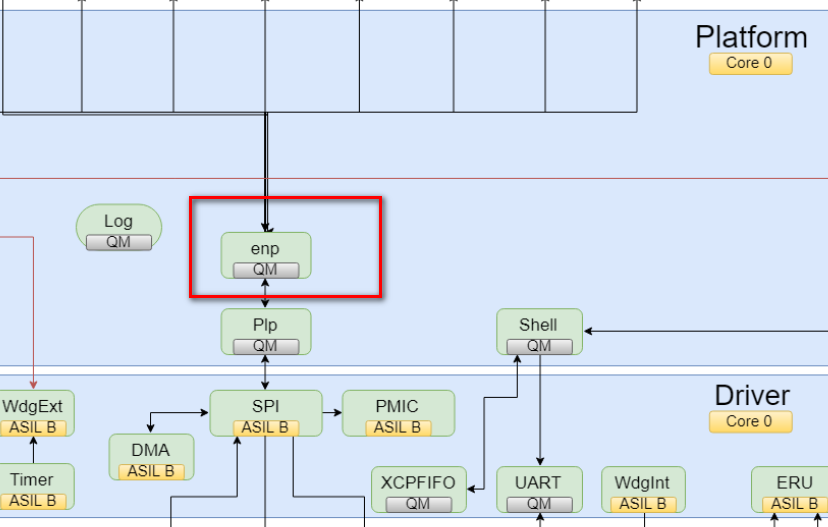 Platform
Core 0
Log
QM
enp
QM
Plp
QM
Shell
QM
Driver
Core 0
WdgExt
ASIL B
SPI
ASIL B
PMIC
ASIL B
DMA
ASIL B
Timer
ASIL B
XCPFIFO
QM
UART
QM
WdgInt
ASIL B
ERU
ASIL B